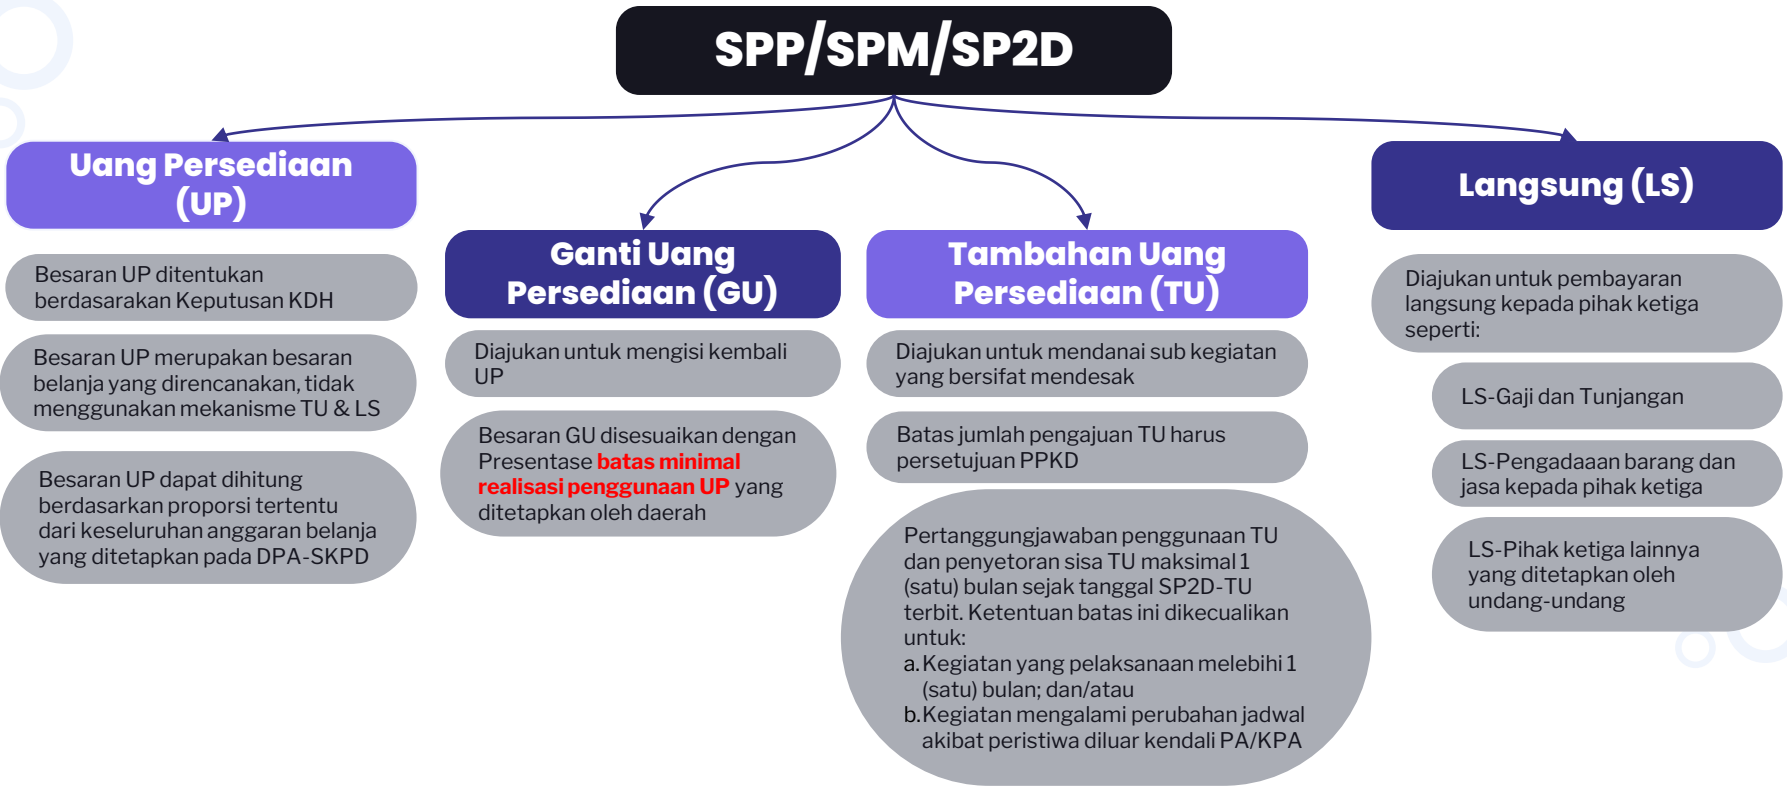 SPP/SPM/SP2D
Uang Persediaan
(UP)
Besaran UP ditentukan
berdasarakan Keputusan KDH
Besaran UP merupakan besaran
belanja yang direncanakan, tidak
menggunakan mekanisme TU & LS
Besaran UP dapat dihitung
berdasarkan proporsi tertentu
dari keseluruhan anggaran belanja
yang ditetapkan pada DPA-SKPD
Ganti Uang
Persediaan (GU)
Diajukan untuk mengisi kembali
UP
Besaran GU disesuaikan dengan
Presentase batas minimal
realisasi penggunaan UP yang
ditetapkan oleh daerah
Tambahan Uang
Persediaan (TU)
Diajukan untuk mendanai sub kegiatan
yang bersifat mendesak
Batas jumlah pengajuan TU harus
persetujuan PPKD
Pertanggungjawaban penggunaan TU
dan penyetoran sisa TU maksimal 1
(satu) bulan sejak tanggal SP2D-TU
terbit. Ketentuan batas ini dikecualikan
untuk:
a. Kegiatan yang pelaksanaan melebihi 1
(satu) bulan; dan/atau
b. Kegiatan mengalami perubahan jadwal
akibat peristiwa diluar kendali PA/KPA
Langsung (LS)
Diajukan untuk pembayaran
langsung kepada pihak ketiga
seperti:
LS-Gaji dan Tunjangan
LS-Pengadaaan barang dan
jasa kepada pihak ketiga
LS-Pihak ketiga lainnya
yang ditetapkan oleh
undang-undang